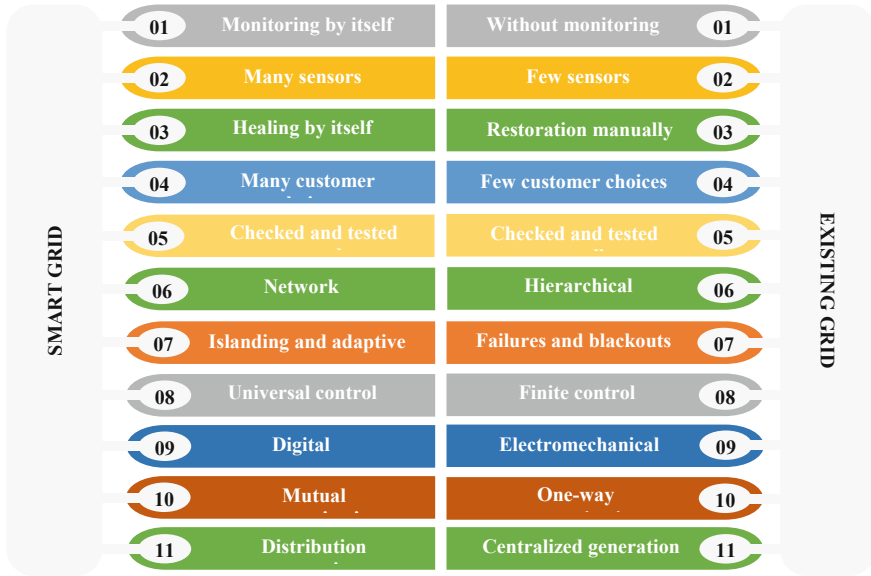 SMART GRID
01 Monitoring by itself
Without monitoring 01
02 Many sensors
Few sensors 02
03 Healing by itself
Restoration manually 03
04 Many customer
Few customer choices 04
05 Checked and tested
Checked and tested 05
06 Network
Hierarchical 06
07 Islanding and adaptive
Failures and blackouts 07
08 Universal control
Finite control 08
09 Digital
Electromechanical 09
10 Mutual
One-way 10
11 Distribution
Centralized generation 11
EXISTING GRID